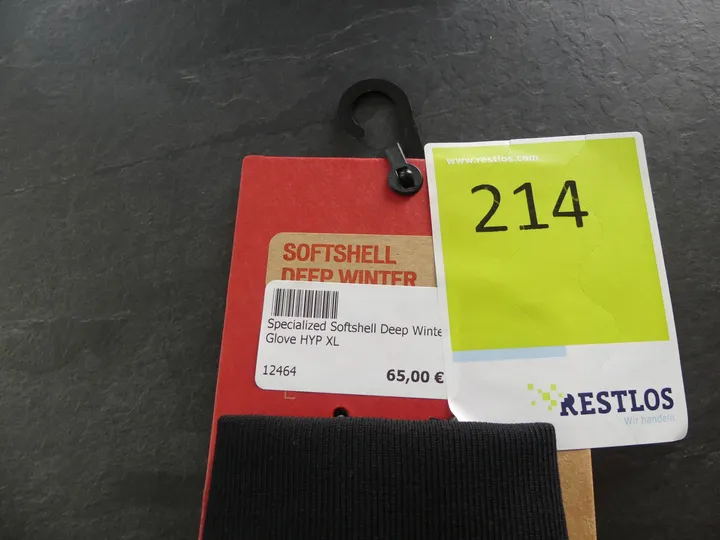 www.restlos.com
214
SOFTSHELL
DEEP WINTER
Specialized Softshell Deep Winte
Glove HYP XL
12464
65,00 €
L
RESTLOS
Wir handeln.